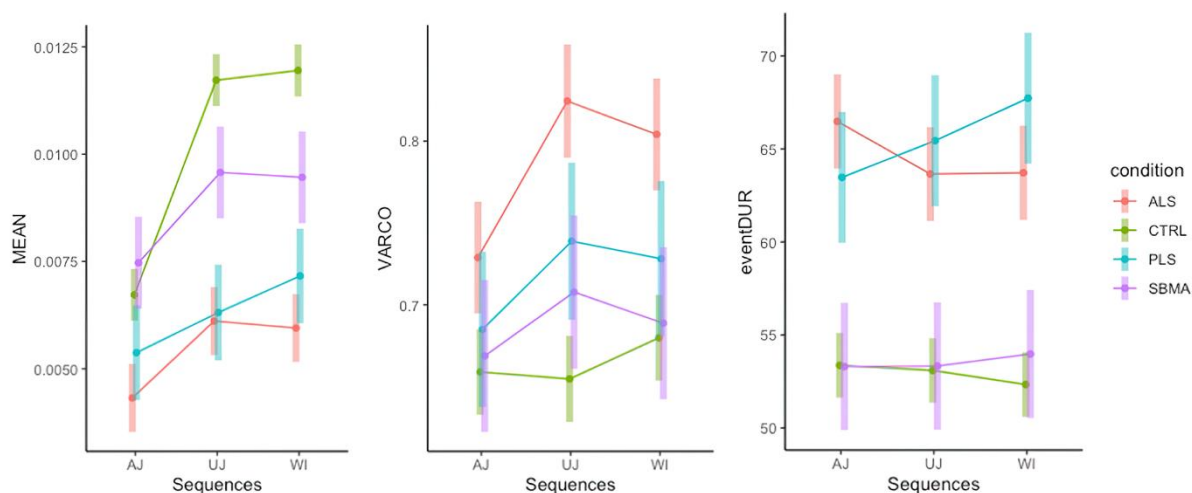 MEAN
0.0125
0.0100
0.0075
0.0050
AJ UJ WI
Sequences
VARCO
0.8
0.7
AJ UJ WI
Sequences
eventDUR
70
65
60
55
50
AJ UJ WI
Sequences
condition
ALS
CTRL
PLS
SBMA